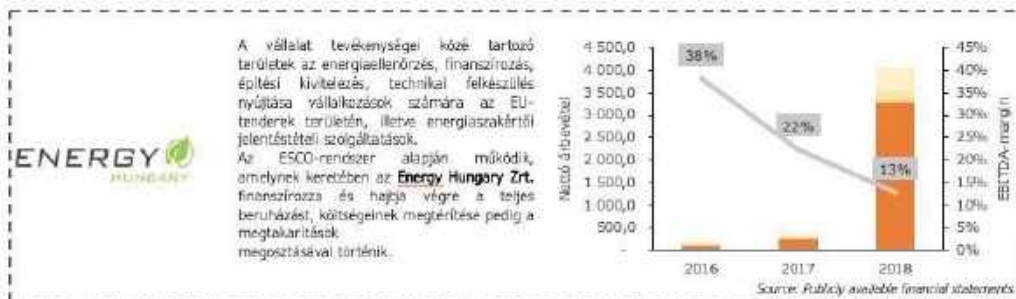 ENERGY
HUNGARY
A vállalat tevékenységei közé tartozó
területek az energiaellenőrzés, finanszírozás,
építési kivitelezés, technikai felkészülés
nyújtása vállalkozások számára az EU-
tenderek területén, illetve energiaszakértői
jelentéstételi szolgáltatások.
Az ESCO-rendszer alapján működik,
amelynek keretében az Energy Hungary Zrt.
finanszírozza és hajtja végre a teljes
beruházást, költségeinek megtérítése pedig a
megtakarítások
megosztásával történik.
Nettó árbevétel
4 500,0
4 000,0
3 500,0
3 000,0
2 500,0
2 000,0
1 500,0
1 000,0
500,0
-
38%
22%
13%
2016
2017
2018
45%
40%
35%
30%
25%
20%
15%
10%
5%
0%
EBITDA-margin
Source: Publicly available financial statements